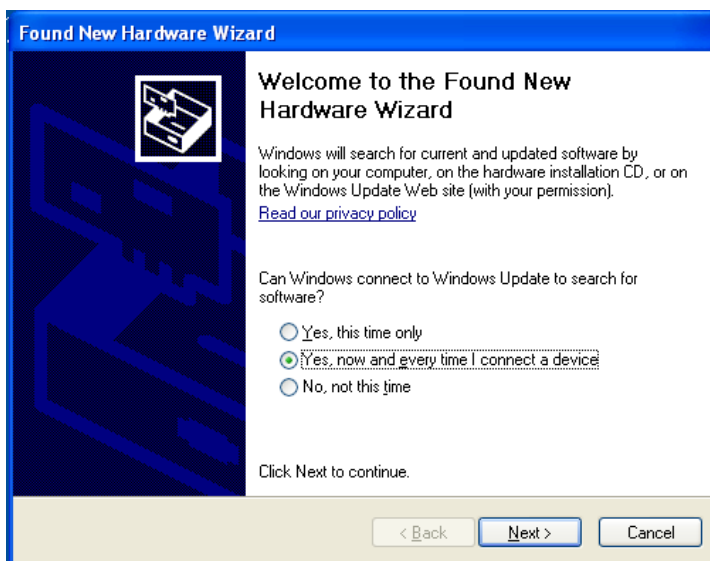 Found New Hardware Wizard
Welcome to the Found New
Hardware Wizard
Windows will search for current and updated software by
looking on your computer, on the hardware installation CD, or on
the Windows Update Web site (with your permission).
Read our privacy policy
Can Windows connect to Windows Update to search for
software?
Yes, this time only
Yes, now and every time I connect a device
No, not this time
Click Next to continue.
< Back Next > Cancel